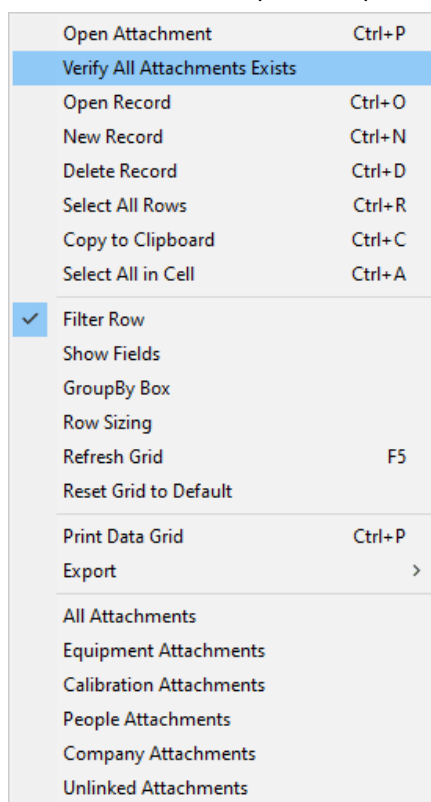 Open Attachment Ctrl+P
Verify All Attachments Exists
Open Record Ctrl+O
New Record Ctrl+N
Delete Record Ctrl+D
Select All Rows Ctrl+R
Copy to Clipboard Ctrl+C
Select All in Cell Ctrl+A
Filter Row
Show Fields
GroupBy Box
Row Sizing
Refresh Grid F5
Reset Grid to Default
Print Data Grid Ctrl+P
Export
All Attachments
Equipment Attachments
Calibration Attachments
People Attachments
Company Attachments
Unlinked Attachments